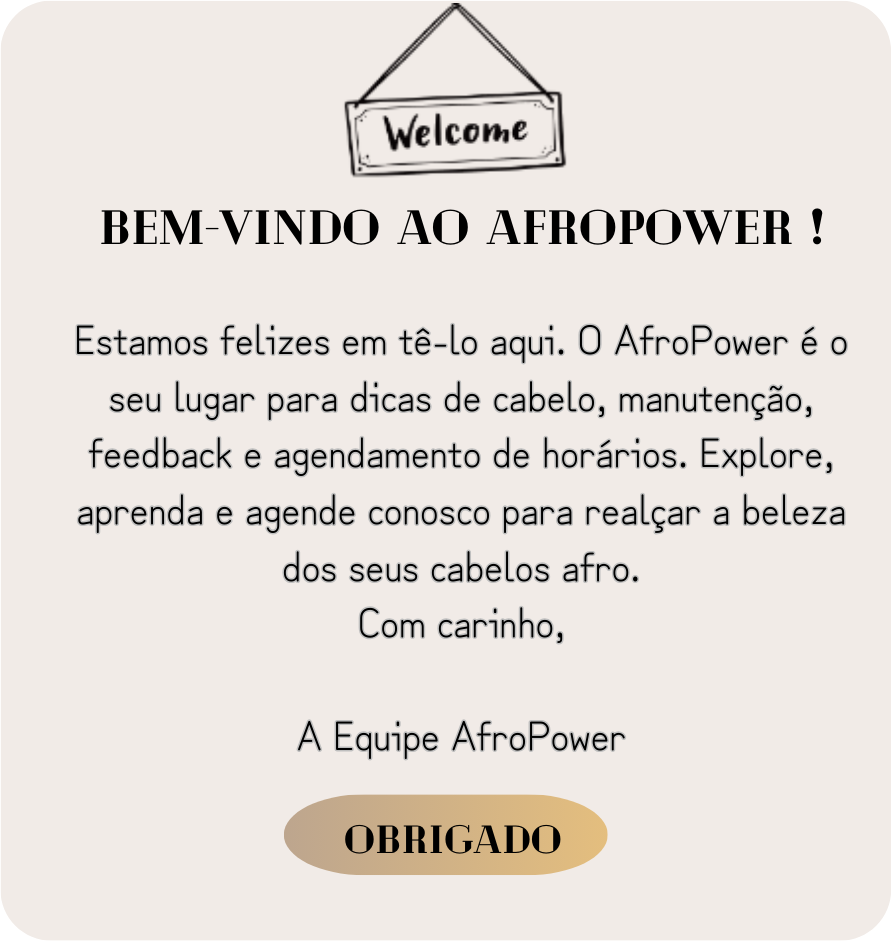 Welcome
BEM-VINDO AO AFROPOWER !
Estamos felizes em tê-lo aqui. O AfroPower é o
seu lugar para dicas de cabelo, manutenção,
feedback e agendamento de horários. Explore,
aprenda e agende conosco para realçar a beleza
dos seus cabelos afro.
Com carinho,
A Equipe AfroPower
OBRIGADO